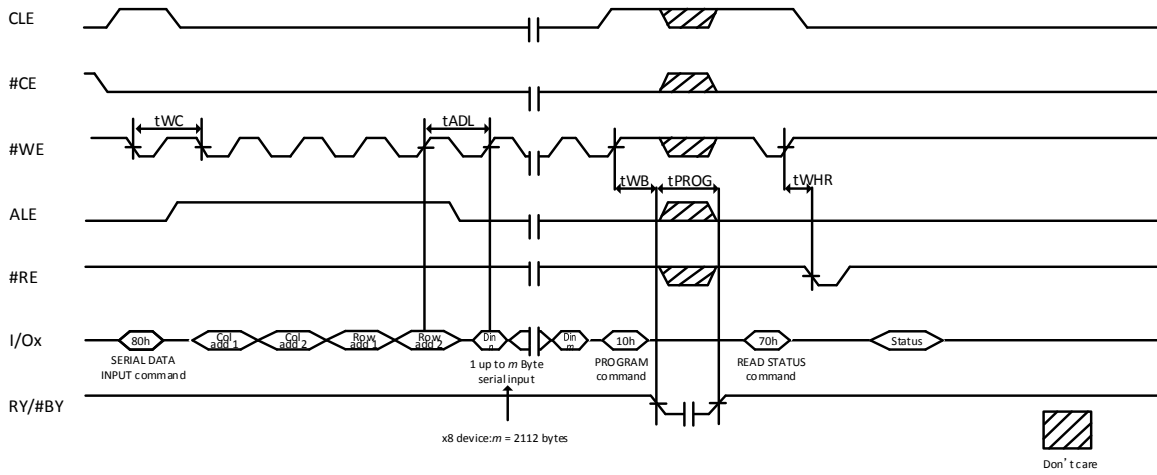 CLE
#CE
tWC
tADL
#WE
tWB
tPROG
tWHR
ALE
#RE
I/Ox
80h
Col
add 1
Col
add 2
Row
add 1
Row
add 2
Din
n
Din
m
10h
70h
Status
SERIAL DATA
INPUT command
1 up to m Byte
serial input
PROGRAM
command
READ STATUS
command
RY/#BY
x8 device:m = 2112 bytes
Don't care